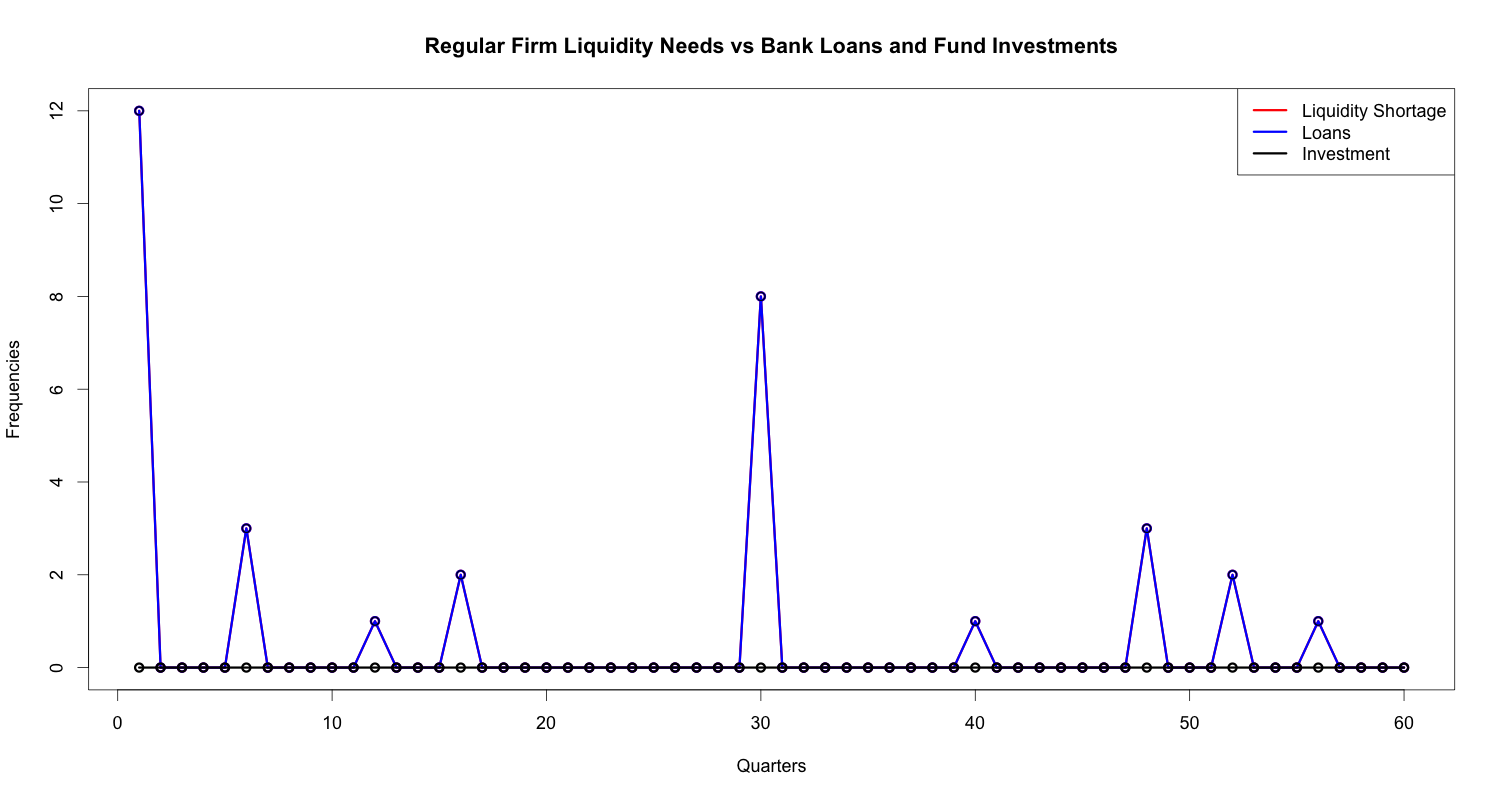 Regular Firm Liquidity Needs vs Bank Loans and Fund Investments
Liquidity Shortage
Loans
Investment
Frequencies
12
10
8
6
4
2
0
0 10 20 30 40 50 60
Quarters